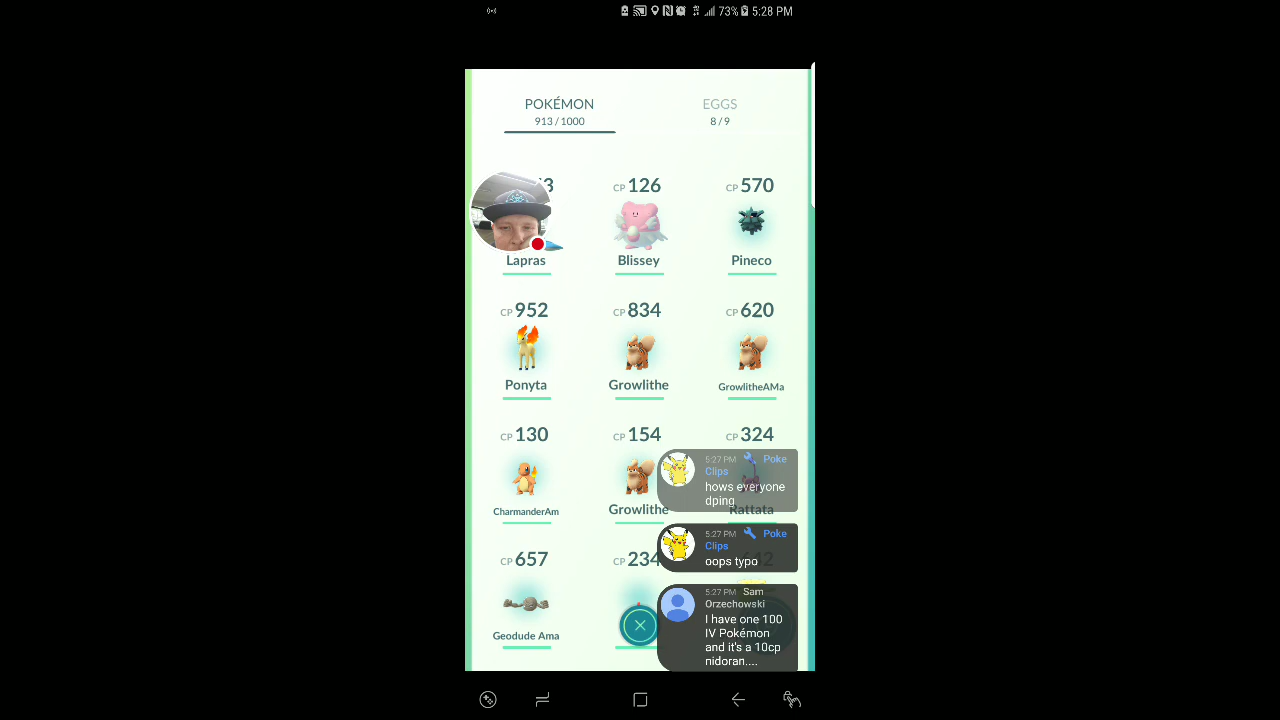 73% 5:28 PM
POKÉMON EGGS
913 / 1000 8 / 9
3 CP 126 CP 570
Lapras Blissey Pineco
CP 952 CP 834 CP 620
Ponyta Growlithe GrowlitheAMa
CP 130 CP 154 CP 324
5:27 PM Poke
Clips
hows everyone
dping
CharmanderAm Growlithe Rattata
5:27 PM Poke
Clips
oops typo
CP 657 CP 234
5:27 PM Sam
Orzechowski
I have one 100
IV Pokémon
and it's a 10cp
nidoran....
Geodude Ama